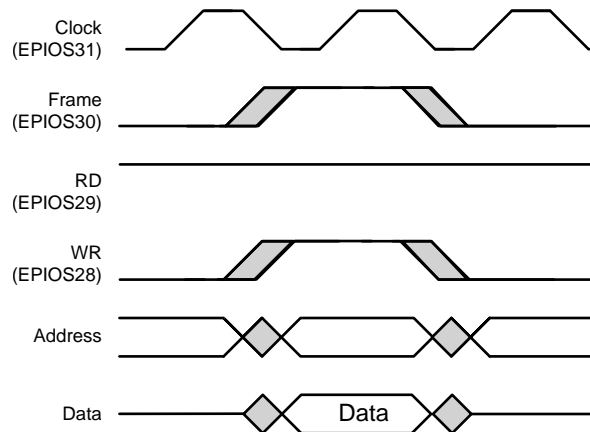 Clock
(EPIOS31)
Frame
(EPIOS30)
RD
(EPIOS29)
WR
(EPIOS28)
Address
Data
Data